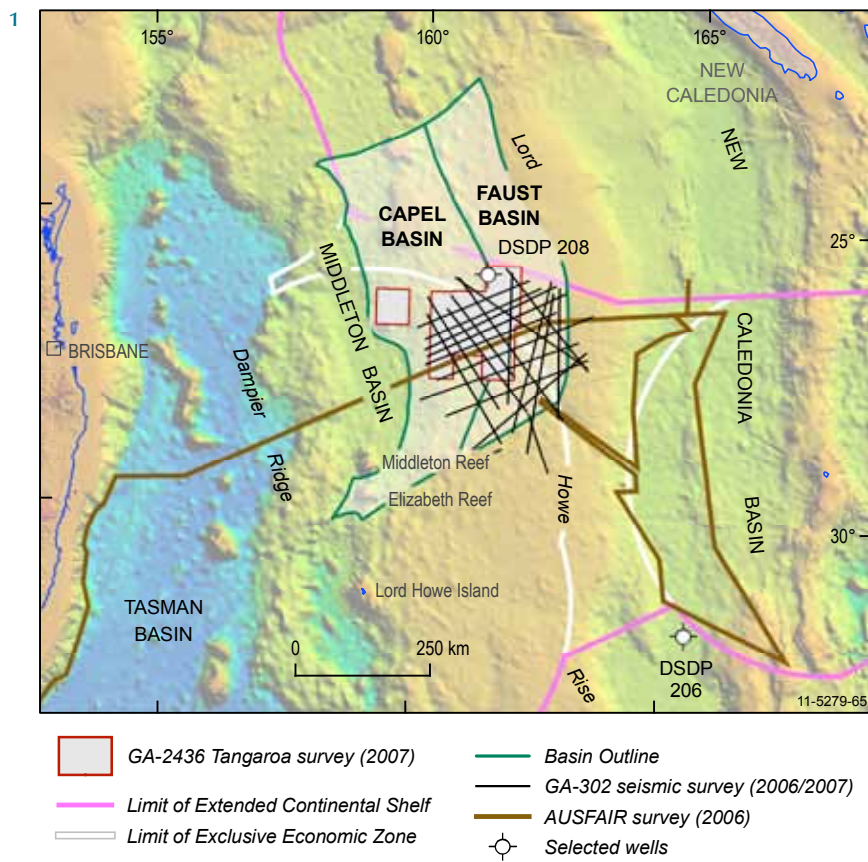 1
155°
160°
165°
NEW
CALEDONIA
Lord
NEW
FAUST
BASIN
CAPEL
BASIN
DSDP 208
25°
MIDDLETON BASIN
BRISBANE
Dampier
CALEDONIA
Ridge
Middleton Reef
Elizabeth Reef
Howe
BASIN
30°
Lord Howe Island
TASMAN
BASIN
0
250 km
DSDP
206
Rise
11-5279-65
GA-2436 Tangaroa survey (2007)
Limit of Extended Continental Shelf
Limit of Exclusive Economic Zone
Basin Outline
GA-302 seismic survey (2006/2007)
AUSFAIR survey (2006)
Selected wells